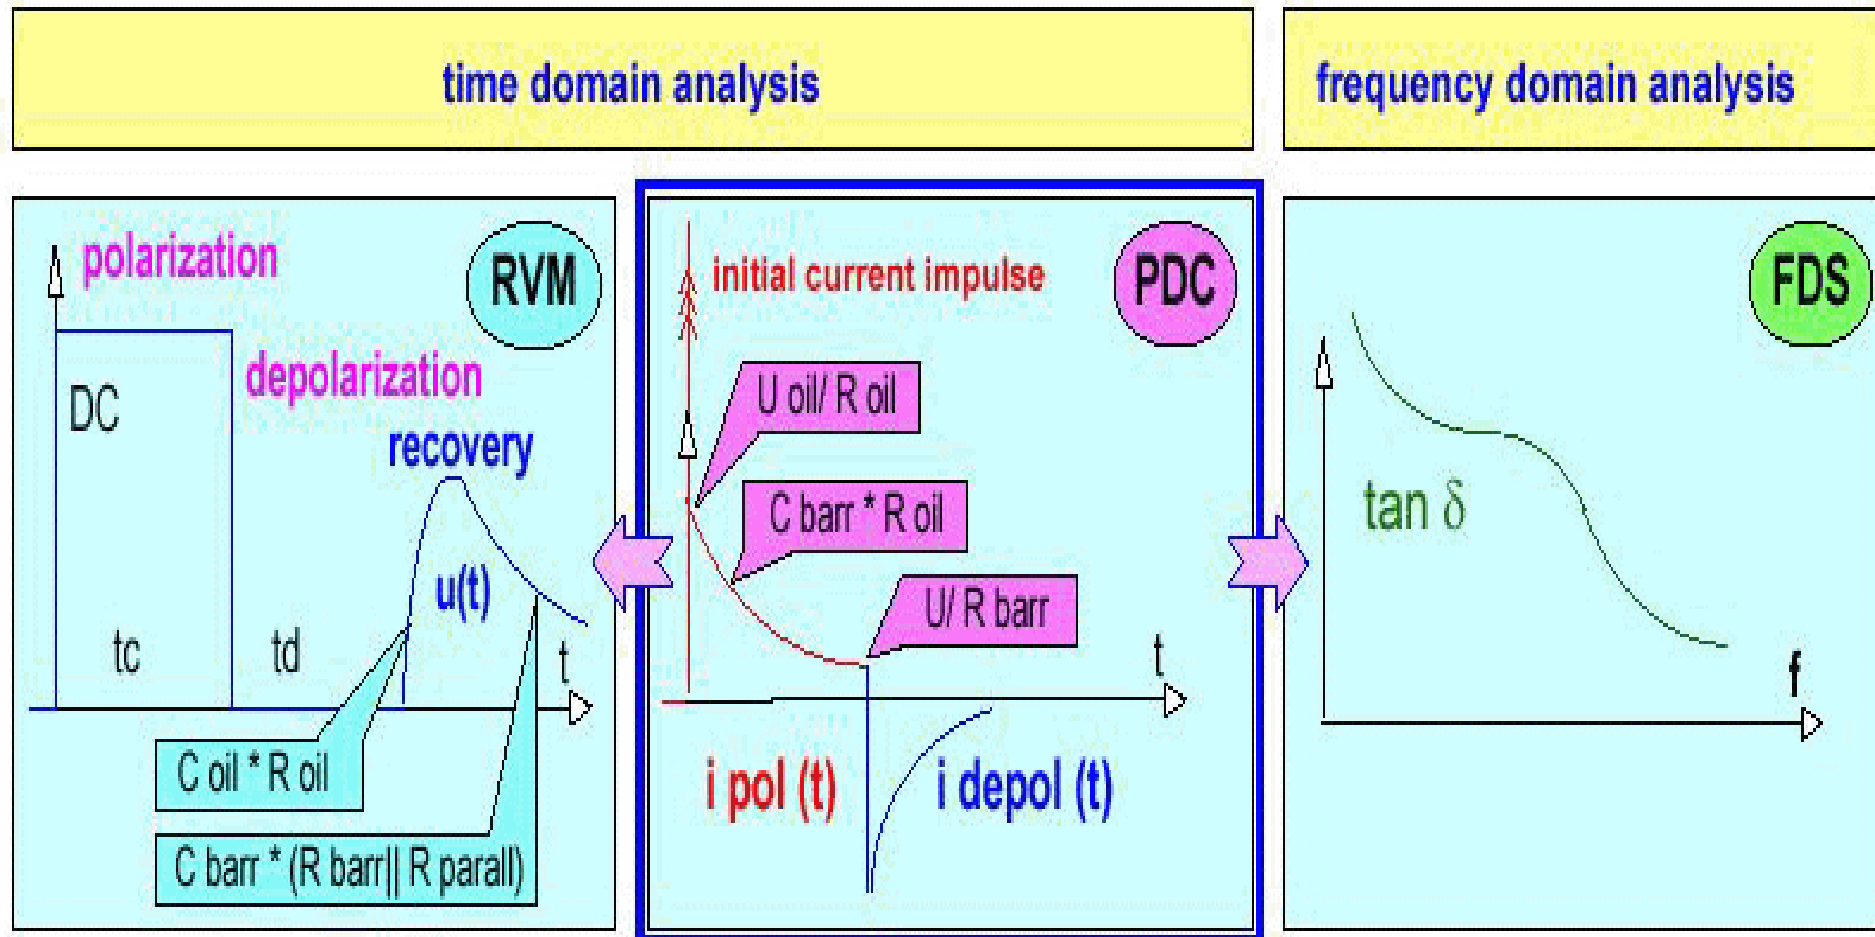 time domain analysis
frequency domain analysis
polarization
RVM
DC
depolarization
recovery
u(t)
tc
td
t
C oil * R oil
C barr * (R barr|| R parall)
initial current impulse
PDC
U oil/ R oil
C barr * R oil
U/ R barr
t
i pol (t)
i depol (t)
FDS
tan δ
f